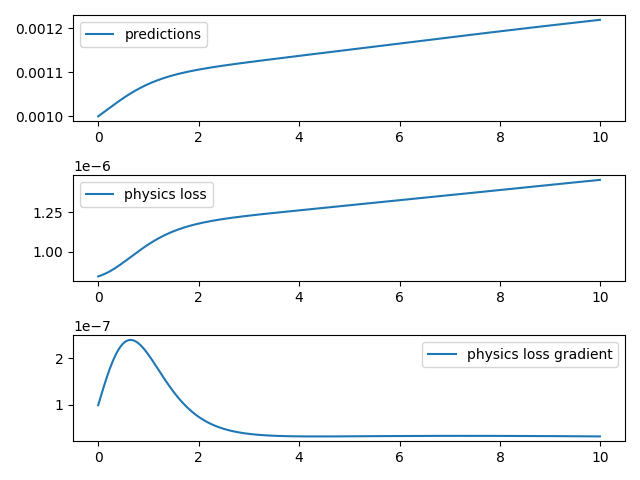 0.0012
0.0011
0.0010
predictions
0 2 4 6 8 10
1e−6
1.25
1.00
physics loss
0 2 4 6 8 10
1e−7
2
1
physics loss gradient
0 2 4 6 8 10